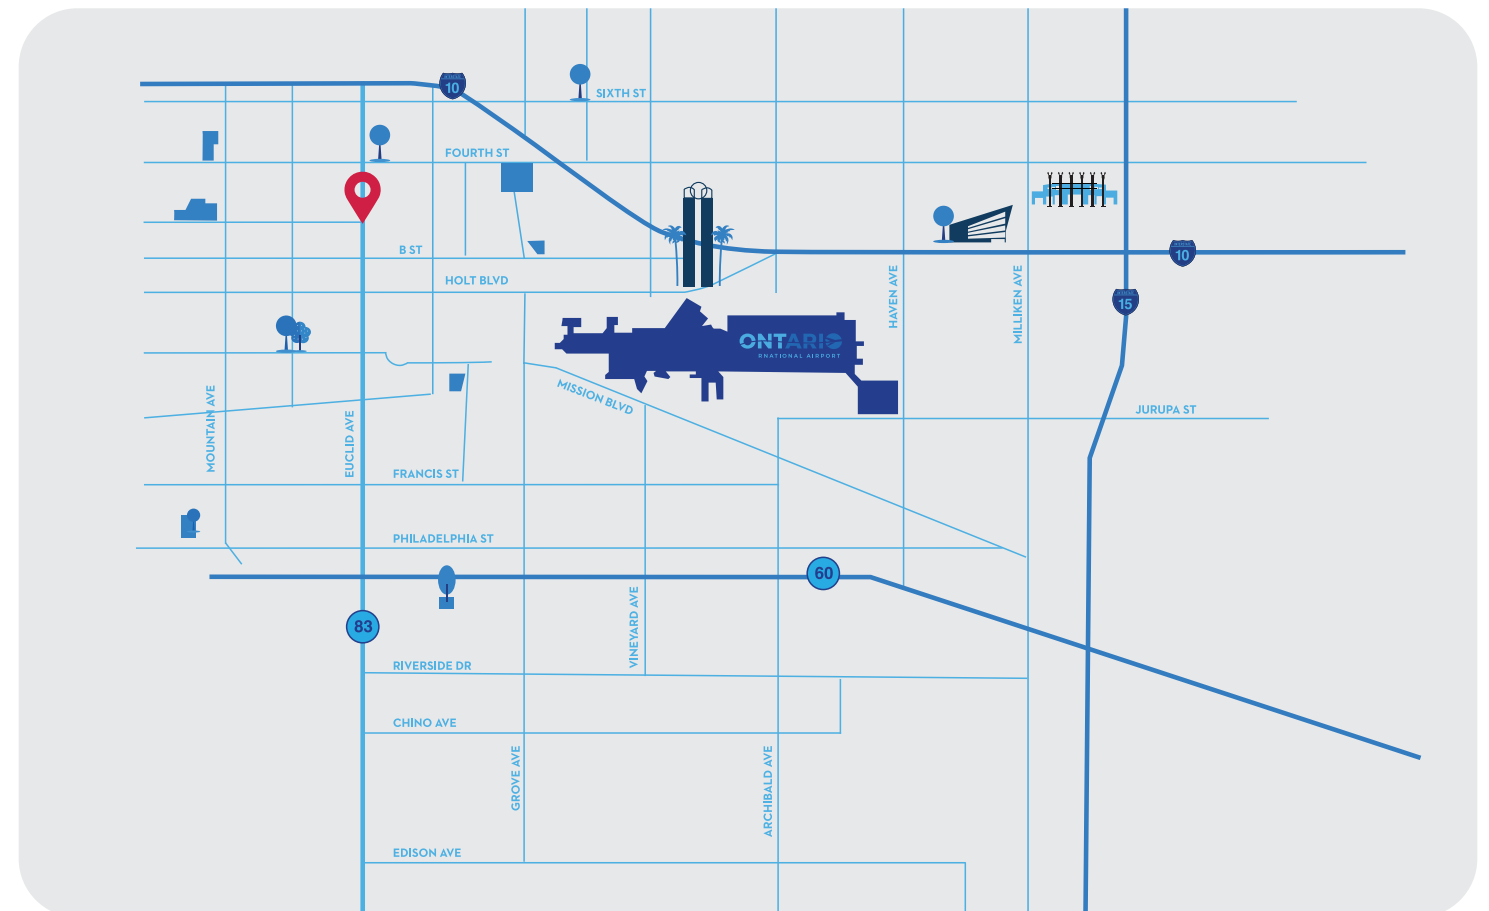 10
SIXTH ST
FOURTH ST
B ST
10
HOLT BLVD
HAVEN AVE
MILLIKEN AVE
15
ONTARIO
RNATIONAL AIRPORT
MISSION BLVD
MOUNTAIN AVE
EUCLID AVE
JURUPA ST
FRANCIS ST
PHILADELPHIA ST
60
83
VINEYARD AVE
RIVERSIDE DR
CHINO AVE
GROVE AVE
ARCHIBALD AVE
EDISON AVE